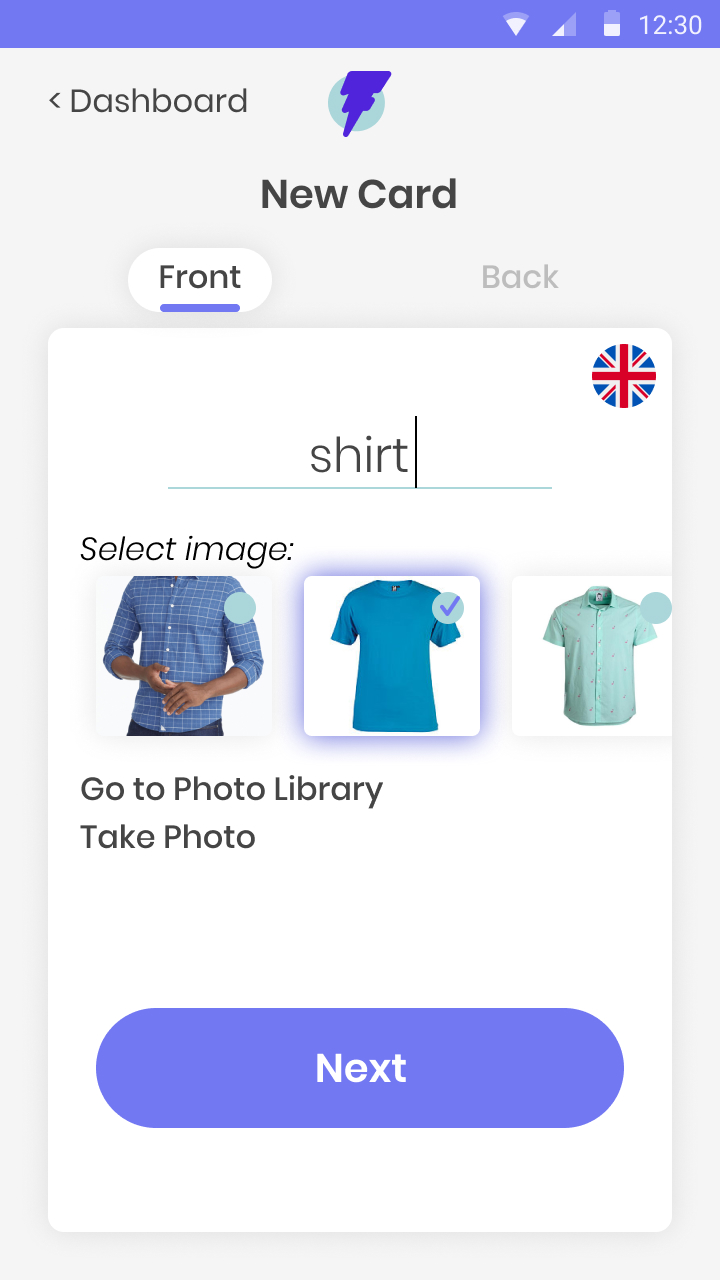 12:30
< Dashboard
New Card
Front Back
shirt
Select image:
Go to Photo Library
Take Photo
Next